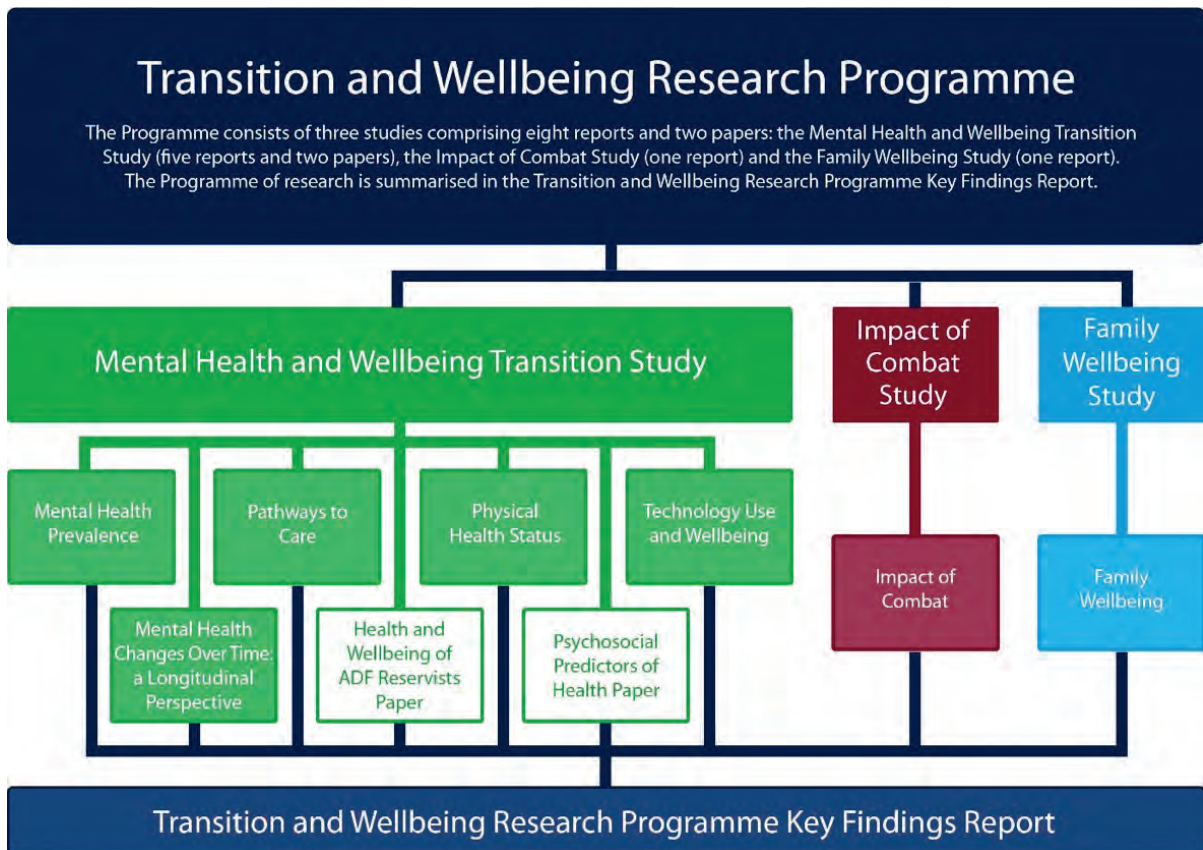 Transition and Wellbeing Research Programme
The Programme consists of three studies comprising eight reports and two papers: the Mental Health and Wellbeing Transition
Study (five reports and two papers), the Impact of Combat Study (one report) and the Family Wellbeing Study (one report).
The Programme of research is summarised in the Transition and Wellbeing Research Programme Key Findings Report.
Mental Health and Wellbeing Transition Study
Impact of
Combat
Study
Family
Wellbeing
Study
Mental Health
Prevalence
Pathways to
Care
Physical
Health Status
Technology Use
and Wellbeing
Impact of
Combat
Family
Wellbeing
Mental Health
Changes Over Time:
a Longitudinal
Perspective
Health and
Wellbeing of
ADF Reservists
Paper
Psychosocial
Predictors of
Health Paper
Transition and Wellbeing Research Programme Key Findings Report